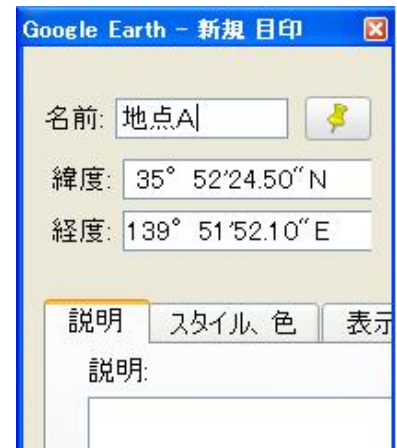 Google Earth - 新規 目印
名前: 地点A
緯度: 35° 52'24.50"N
経度: 139° 51'52.10"E
説明 スタイル、色 表示
説明: